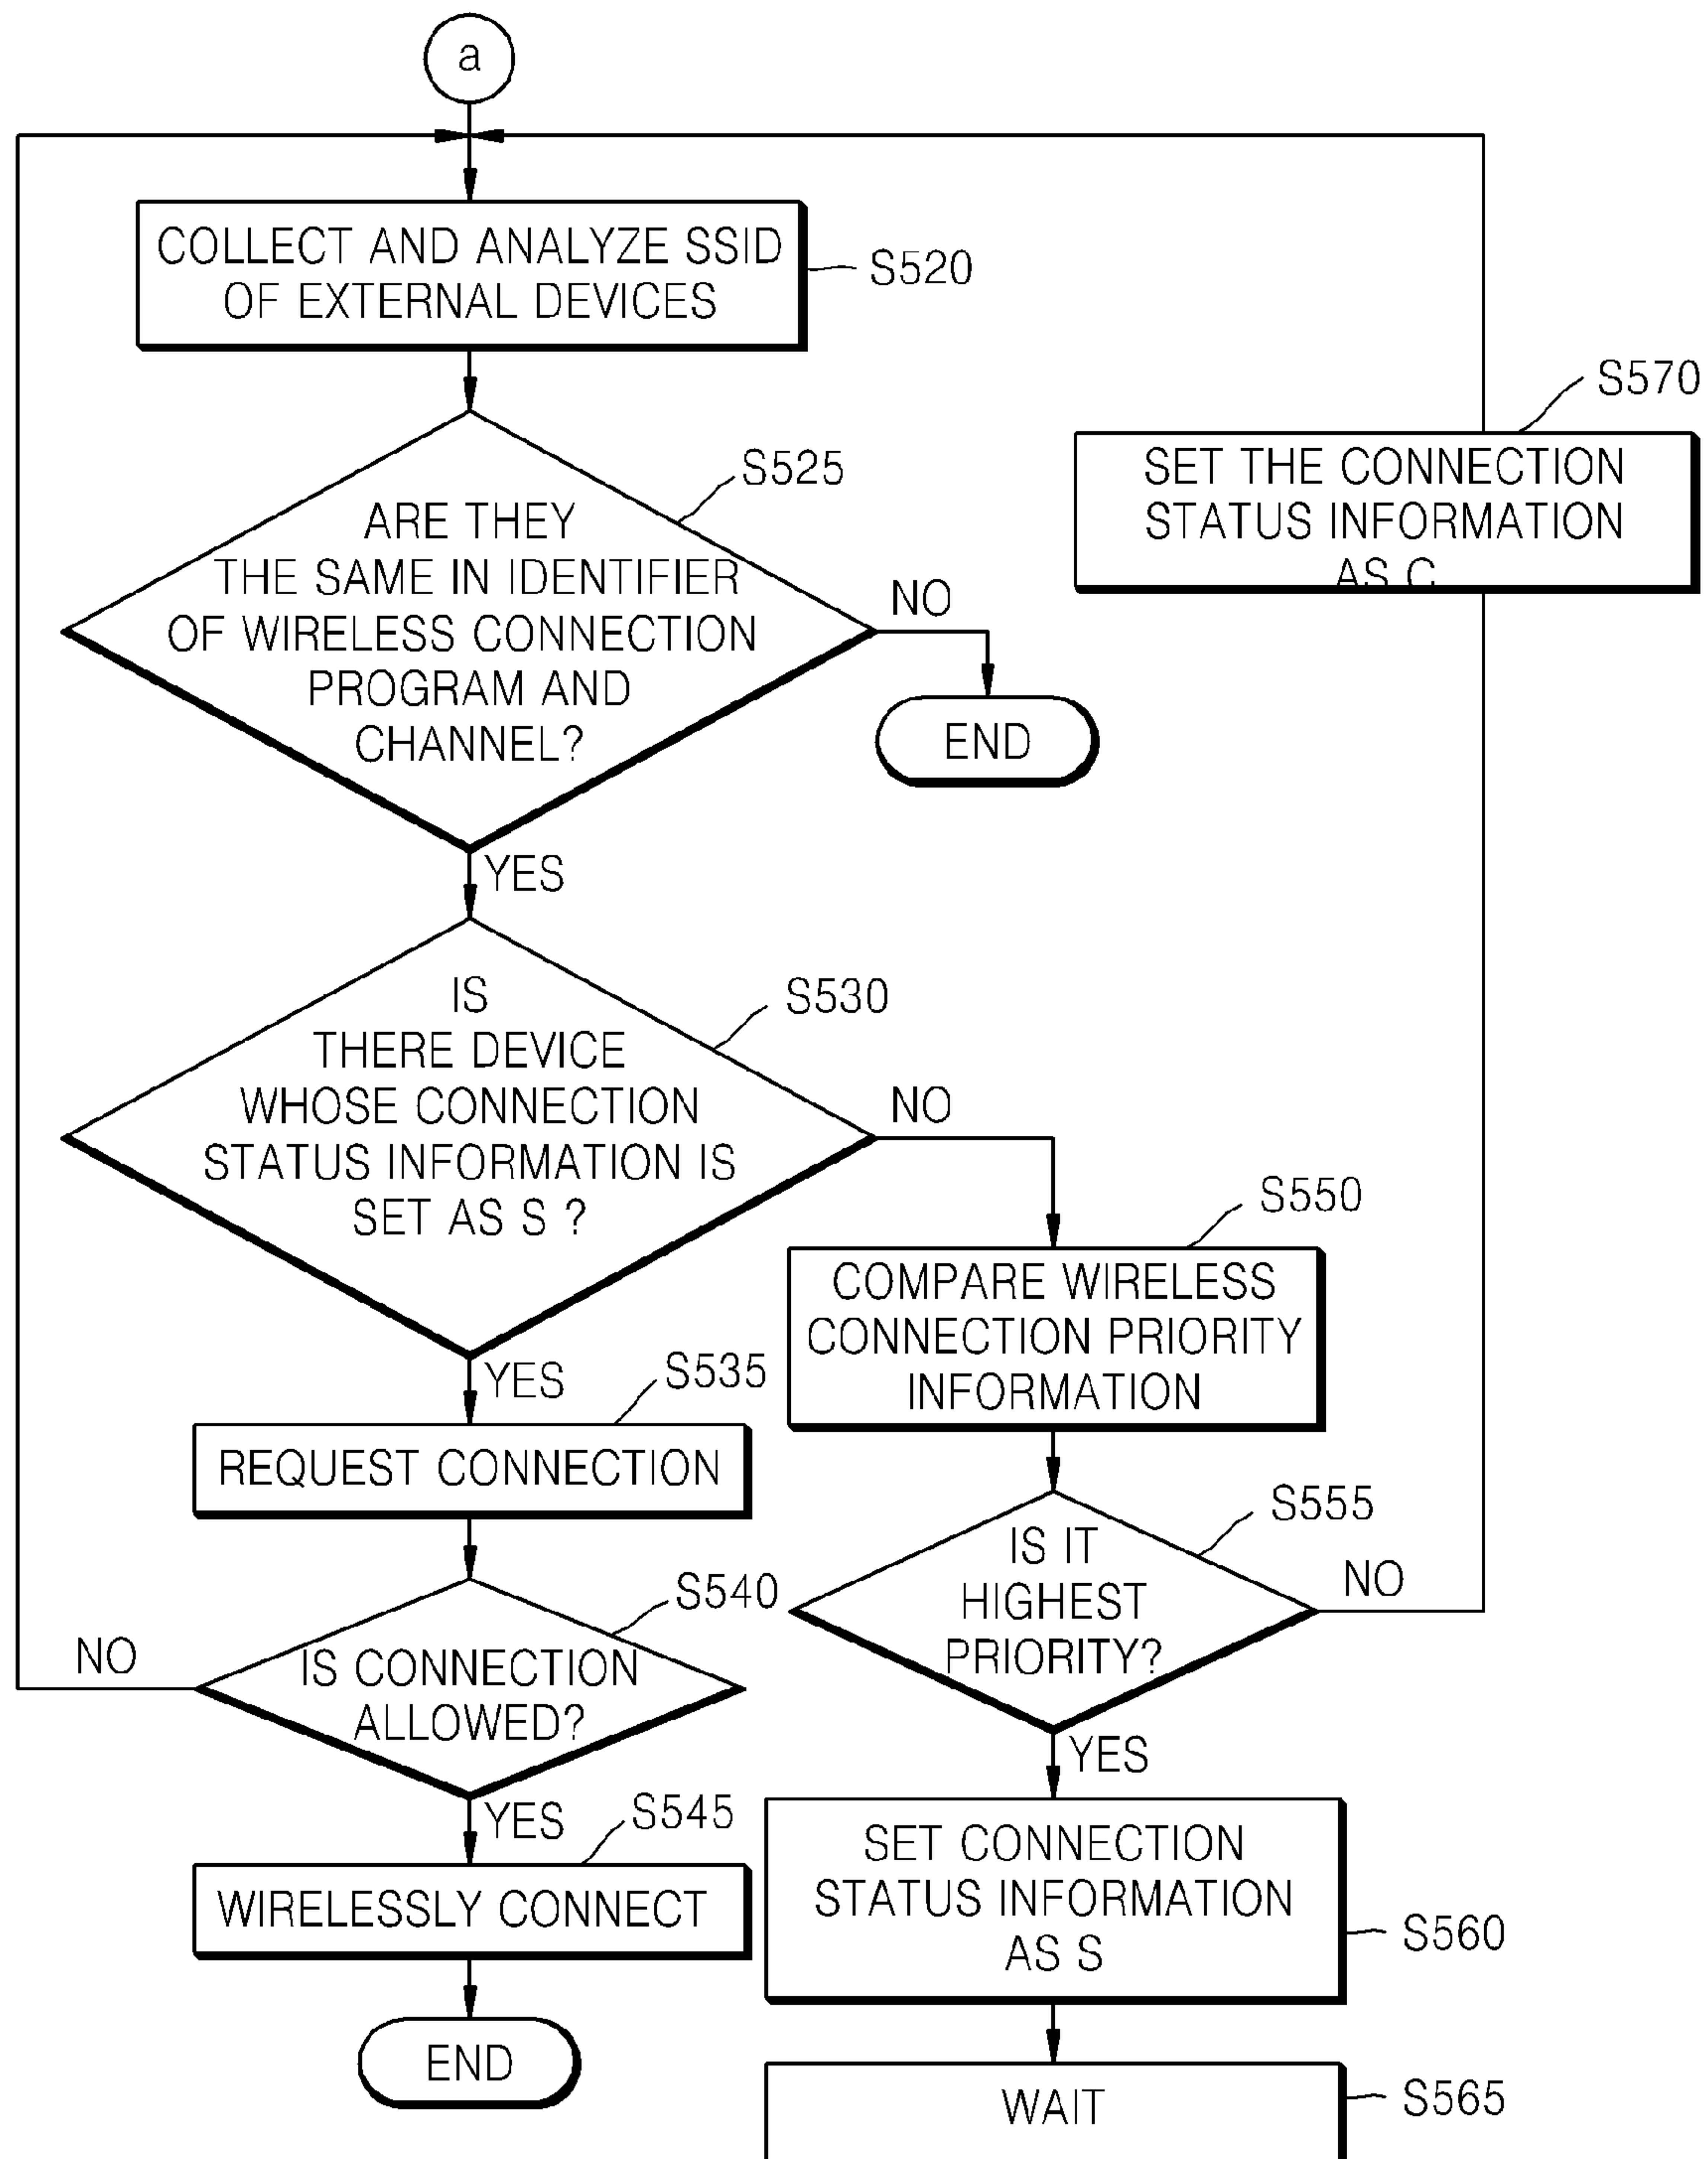 a
COLLECT AND ANALYZE SSID
OF EXTERNAL DEVICES
S520
S570
SET THE CONNECTION
STATUS INFORMATION
AS C
S525
ARE THEY
THE SAME IN IDENTIFIER
OF WIRELESS CONNECTION
PROGRAM AND
CHANNEL?
NO
END
YES
S530
IS
THERE DEVICE
WHOSE CONNECTION
STATUS INFORMATION IS
SET AS S ?
NO
S550
COMPARE WIRELESS
CONNECTION PRIORITY
INFORMATION
YES
S535
REQUEST CONNECTION
S555
IS IT
HIGHEST
PRIORITY?
NO
S540
IS CONNECTION
ALLOWED?
NO
YES
YES
S545
WIRELESSLY CONNECT
SET CONNECTION
STATUS INFORMATION
AS S
S560
END
WAIT
S565